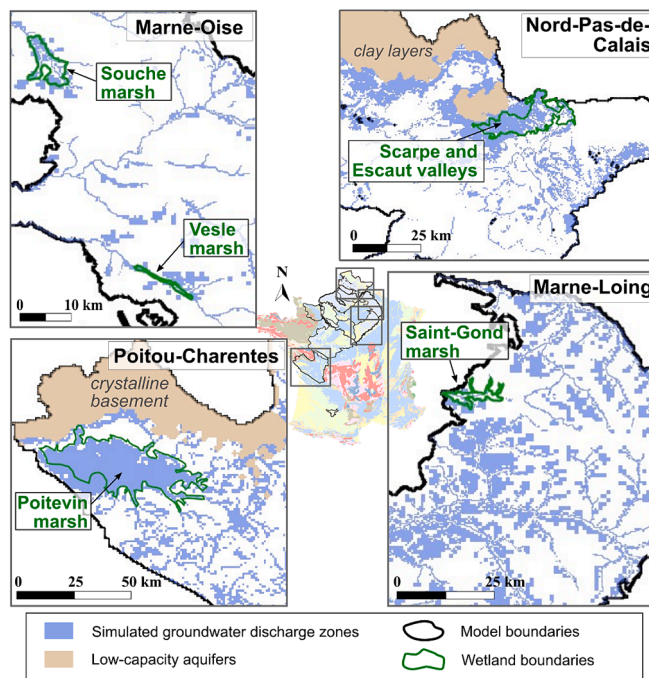 Marne-Oise
Souche
marsh
Vesle
marsh
0 10 km
Nord-Pas-de-
Calais
clay layers
Scarpe and
Escaut valleys
0 25 km
N
Poitou-Charentes
crystalline
basement
Poitevin
marsh
0 25 50 km
Marne-Loing
Saint-Gond
marsh
0 25 km
Simulated groundwater discharge zones
Low-capacity aquifers
Model boundaries
Wetland boundaries